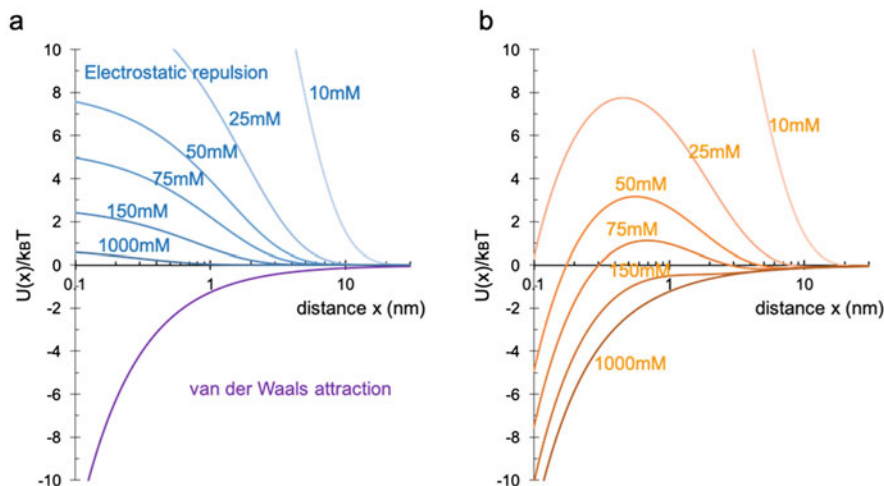 a
10
8
6
4
2
0
-2
-4
-6
-8
-10
U(x)/kBT
Electrostatic repulsion
10mM
25mM
50mM
75mM
150mM
1000mM
0.1
1
10
distance x (nm)
van der Waals attraction
b
10
8
6
4
2
0
-2
-4
-6
-8
-10
U(x)/kBT
10mM
25mM
50mM
75mM
150mM
0.1
1
10
distance x (nm)
1000mM